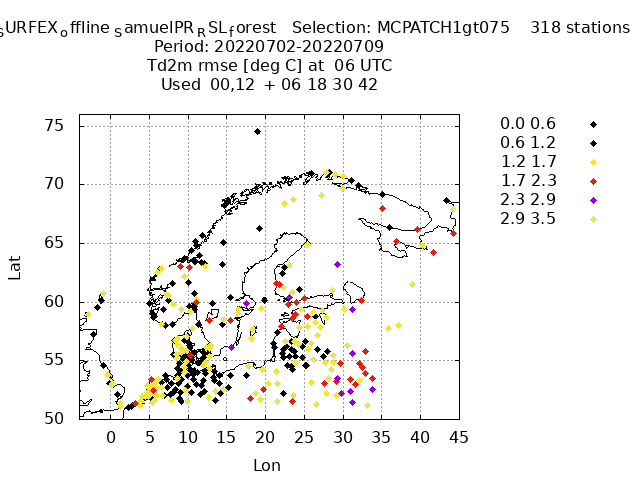 SURFEXoffline SamuelPRRSLforest Selection: MCPATCH1gt075 318 stations
Period: 20220702-20220709
Td2m rmse [deg C] at 06 UTC
Used 00,12 + 06 18 30 42
0.0 0.6
0.6 1.2
1.2 1.7
1.7 2.3
2.3 2.9
2.9 3.5
75
70
65
60
55
50
Lat
0 5 10 15 20 25 30 35 40 45
Lon